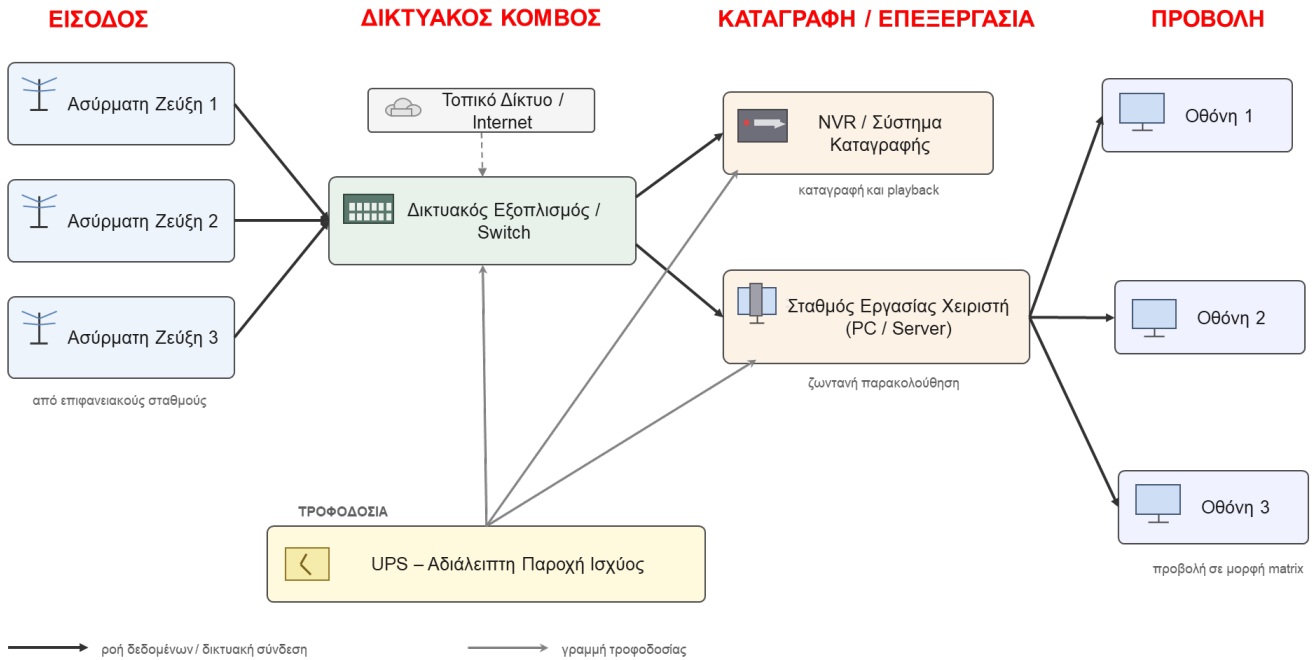 ΕΙΣΟΔΟΣ
ΔΙΚΤΥΑΚΟΣ ΚΟΜΒΟΣ
ΚΑΤΑΓΡΑΦΗ / ΕΠΕΞΕΡΓΑΣΙΑ
ΠΡΟΒΟΛΗ
Ασύρματη Ζεύξη 1
Ασύρματη Ζεύξη 2
Ασύρματη Ζεύξη 3
από επιφανειακούς σταθμούς
Τοπικό Δίκτυο /
Internet
Δικτυακός Εξοπλισμός /
Switch
NVR / Σύστημα
Καταγραφής
καταγραφή και playback
Σταθμός Εργασίας Χειριστή
(PC / Server)
ζωντανή παρακολούθηση
Οθόνη 1
Οθόνη 2
Οθόνη 3
προβολή σε μορφή matrix
ΤΡΟΦΟΔΟΣΙΑ
UPS – Αδιάλειπτη Παροχή Ισχύος
ροή δεδομένων / δικτυακή σύνδεση
γραμμή τροφοδοσίας